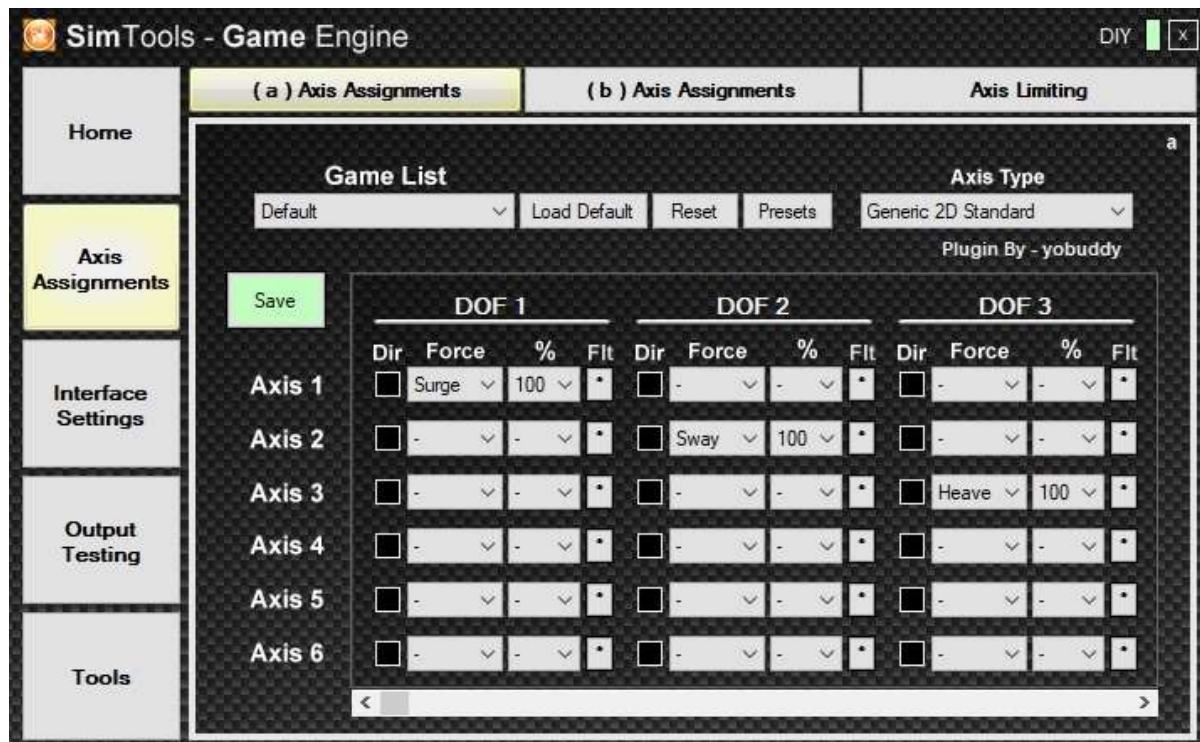 SimTools - Game Engine DIY x
( a ) Axis Assignments ( b ) Axis Assignments Axis Limiting
Home
a
Game List Axis Type
Default Load Default Reset Presets Generic 2D Standard
Plugin By - yobuddy
Axis
Assignments
Save DOF 1 DOF 2 DOF 3
Dir Force % Flt Dir Force % Flt Dir Force % Flt
Axis 1 Surge 100 * - - * - - *
Interface
Settings
Axis 2 - - * Sway 100 * - - *
Axis 3 - - * - - * Heave 100 *
Output
Testing
Axis 4 - - * - - * - - *
Axis 5 - - * - - * - - *
Axis 6 - - * - - * - - *
Tools